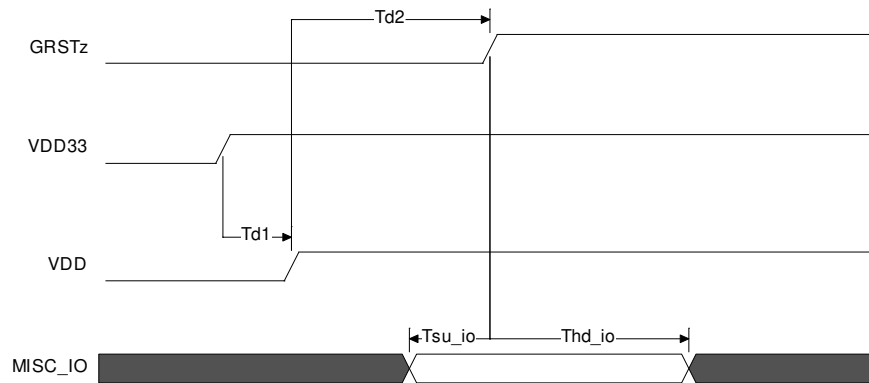 Td2
GRSTz
VDD33
Td1
VDD
Tsu_io
Thd_io
MISC_IO